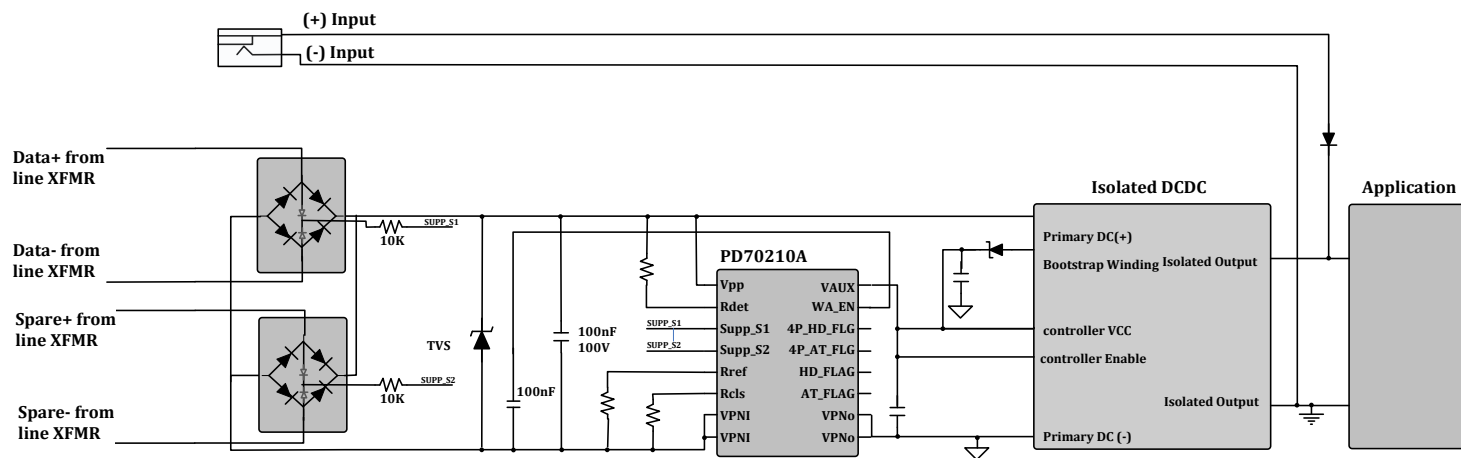 (+) Input
(-) Input
Data+ from
line XFMR
Data- from
line XFMR
Spare+ from
line XFMR
Spare- from
line XFMR
10K
SUPP_S1
10K
SUPP_S2
TVS
100nF
100V
100nF
PD70210A
Vpp
Rdet
Supp_S1
Supp_S2
Rref
Rcls
VPNI
VPNI
VAUX
WA_EN
4P_HD_FLG
4P_AT_FLG
HD_FLAG
AT_FLAG
VPNo
VPNo
SUPP_S1
SUPP_S2
Isolated DCDC
Primary DC(+)
Bootstrap Winding
Isolated Output
controller VCC
controller Enable
Isolated Output
Primary DC (-)
Application